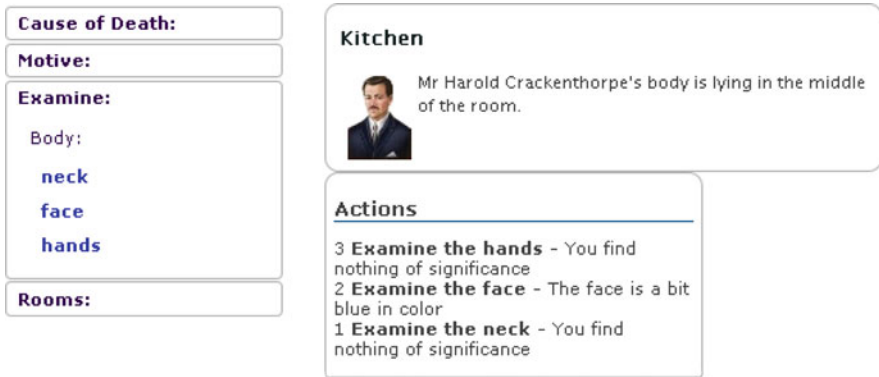 Cause of Death:
Motive:
Examine:
Body:
neck
face
hands
Rooms:
Kitchen
Mr Harold Crackenthorpe's body is lying in the middle
of the room.
Actions
3 Examine the hands - You find
nothing of significance
2 Examine the face - The face is a bit
blue in color
1 Examine the neck - You find
nothing of significance